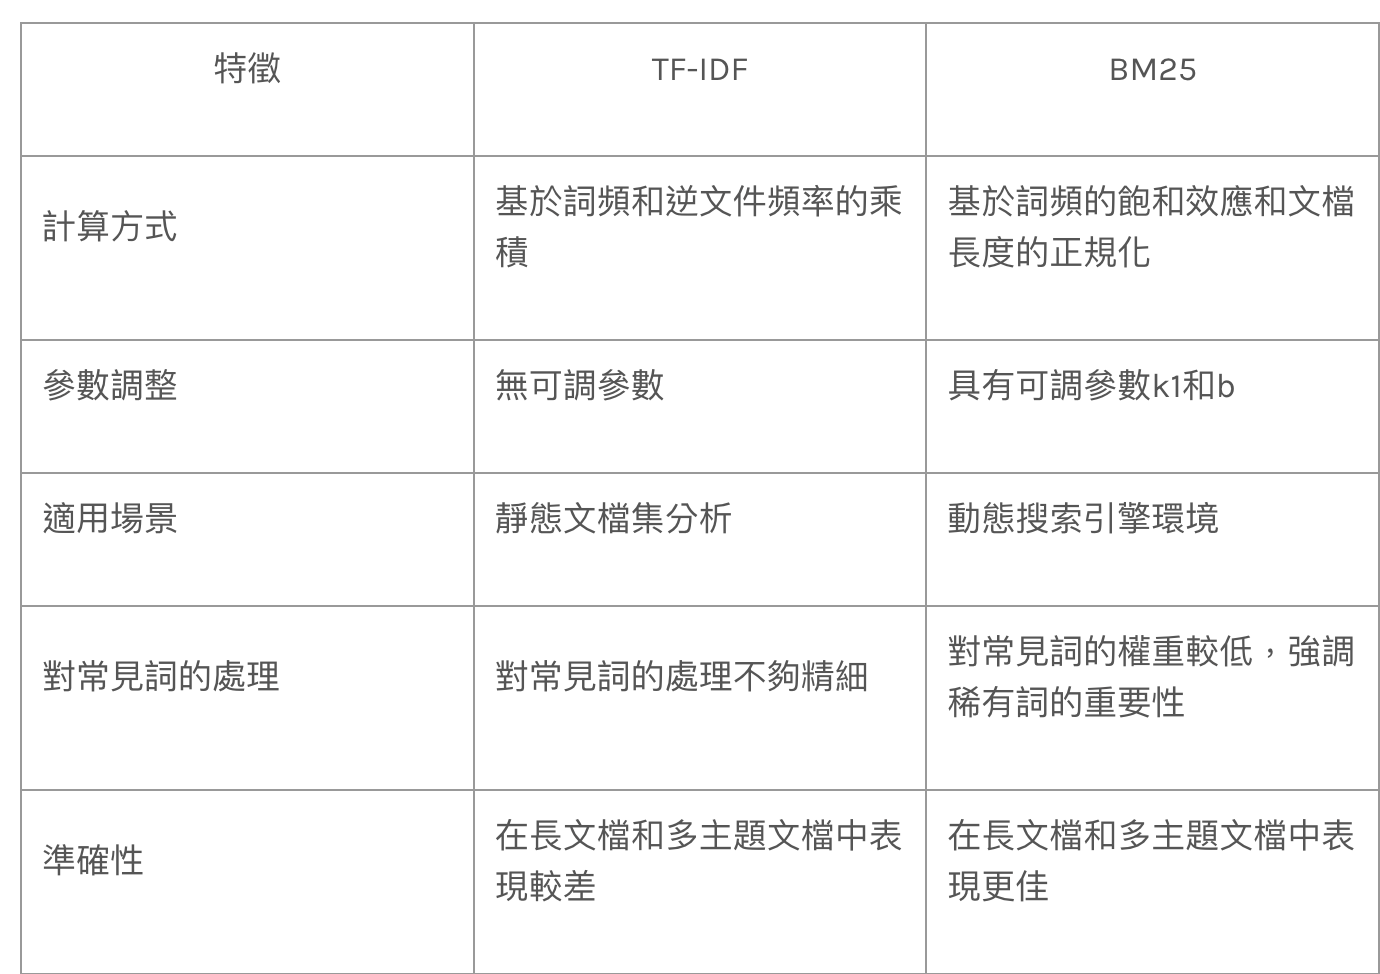 特徵
TF-IDF
BM25
計算方式
基於詞頻和逆文件頻率的乘
積
基於詞頻的飽和效應和文檔
長度的正規化
參數調整
無可調參數
具有可調參數k1和b
適用場景
靜態文檔集分析
動態搜索引擎環境
對常見詞的處理
對常見詞的處理不夠精細
對常見詞的權重較低，強調
稀有詞的重要性
準確性
在長文檔和多主題文檔中表
現較差
在長文檔和多主題文檔中表
現更佳